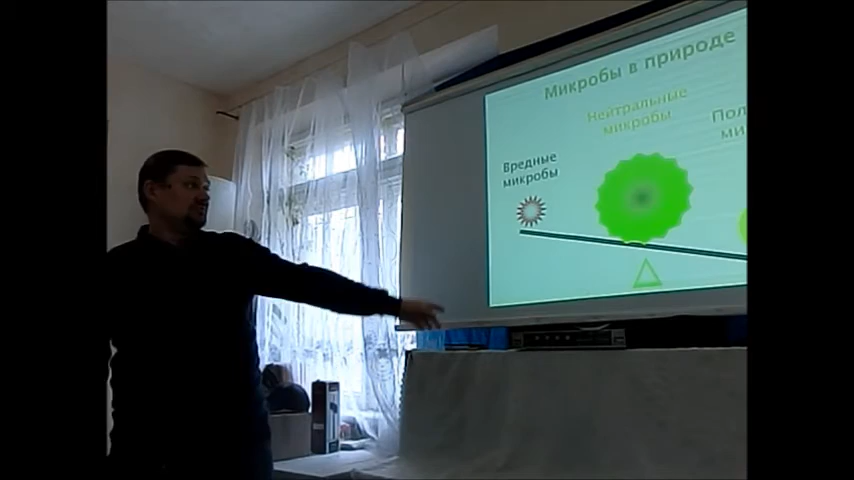 Микробы в природе
Нейтральные
микробы
Вредные
микробы